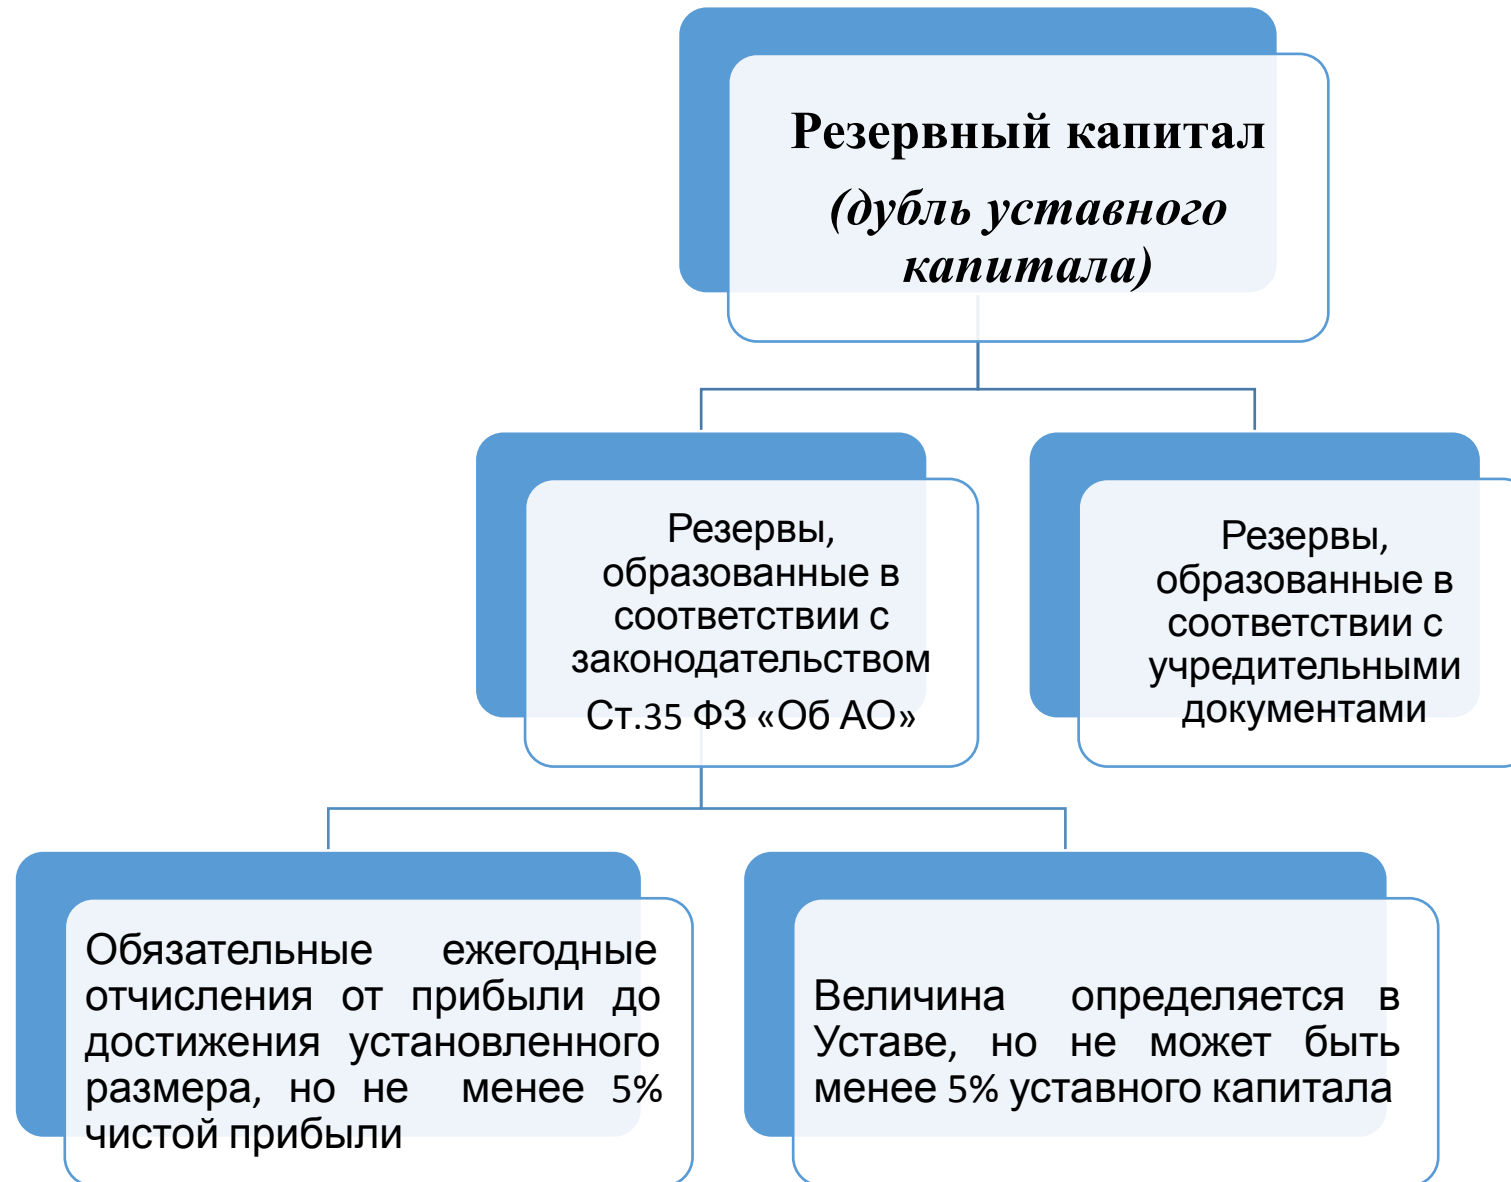 Резервный капитал
(дубль уставного
капитала)
Резервы,
образованные в
соответствии с
законодательством
Ст.35 ФЗ «Об АО»
Резервы,
образованные в
соответствии с
учредительными
документами
Обязательные ежегодные
отчисления от прибыли до
достижения установленного
размера, но не менее 5%
чистой прибыли
Величина определяется в
Уставе, но не может быть
менее 5% уставного капитала